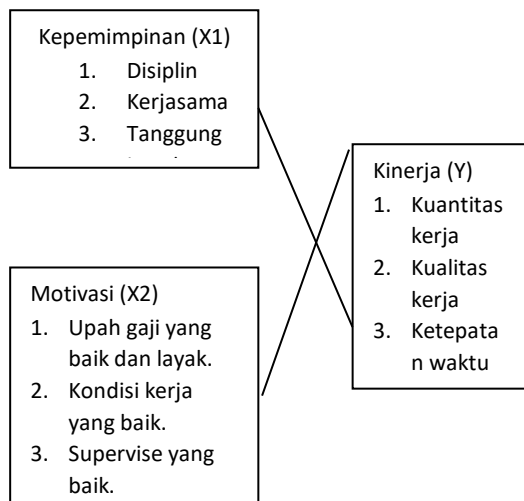 Kepemimpinan (X1)
1. Disiplin
2. Kerjasama
3. Tanggung
Kinerja (Y)
1. Kuantitas
kerja
2. Kualitas
kerja
3. Ketepata
n waktu
Motivasi (X2)
1. Upah gaji yang
baik dan layak.
2. Kondisi kerja
yang baik.
3. Supervise yang
baik.